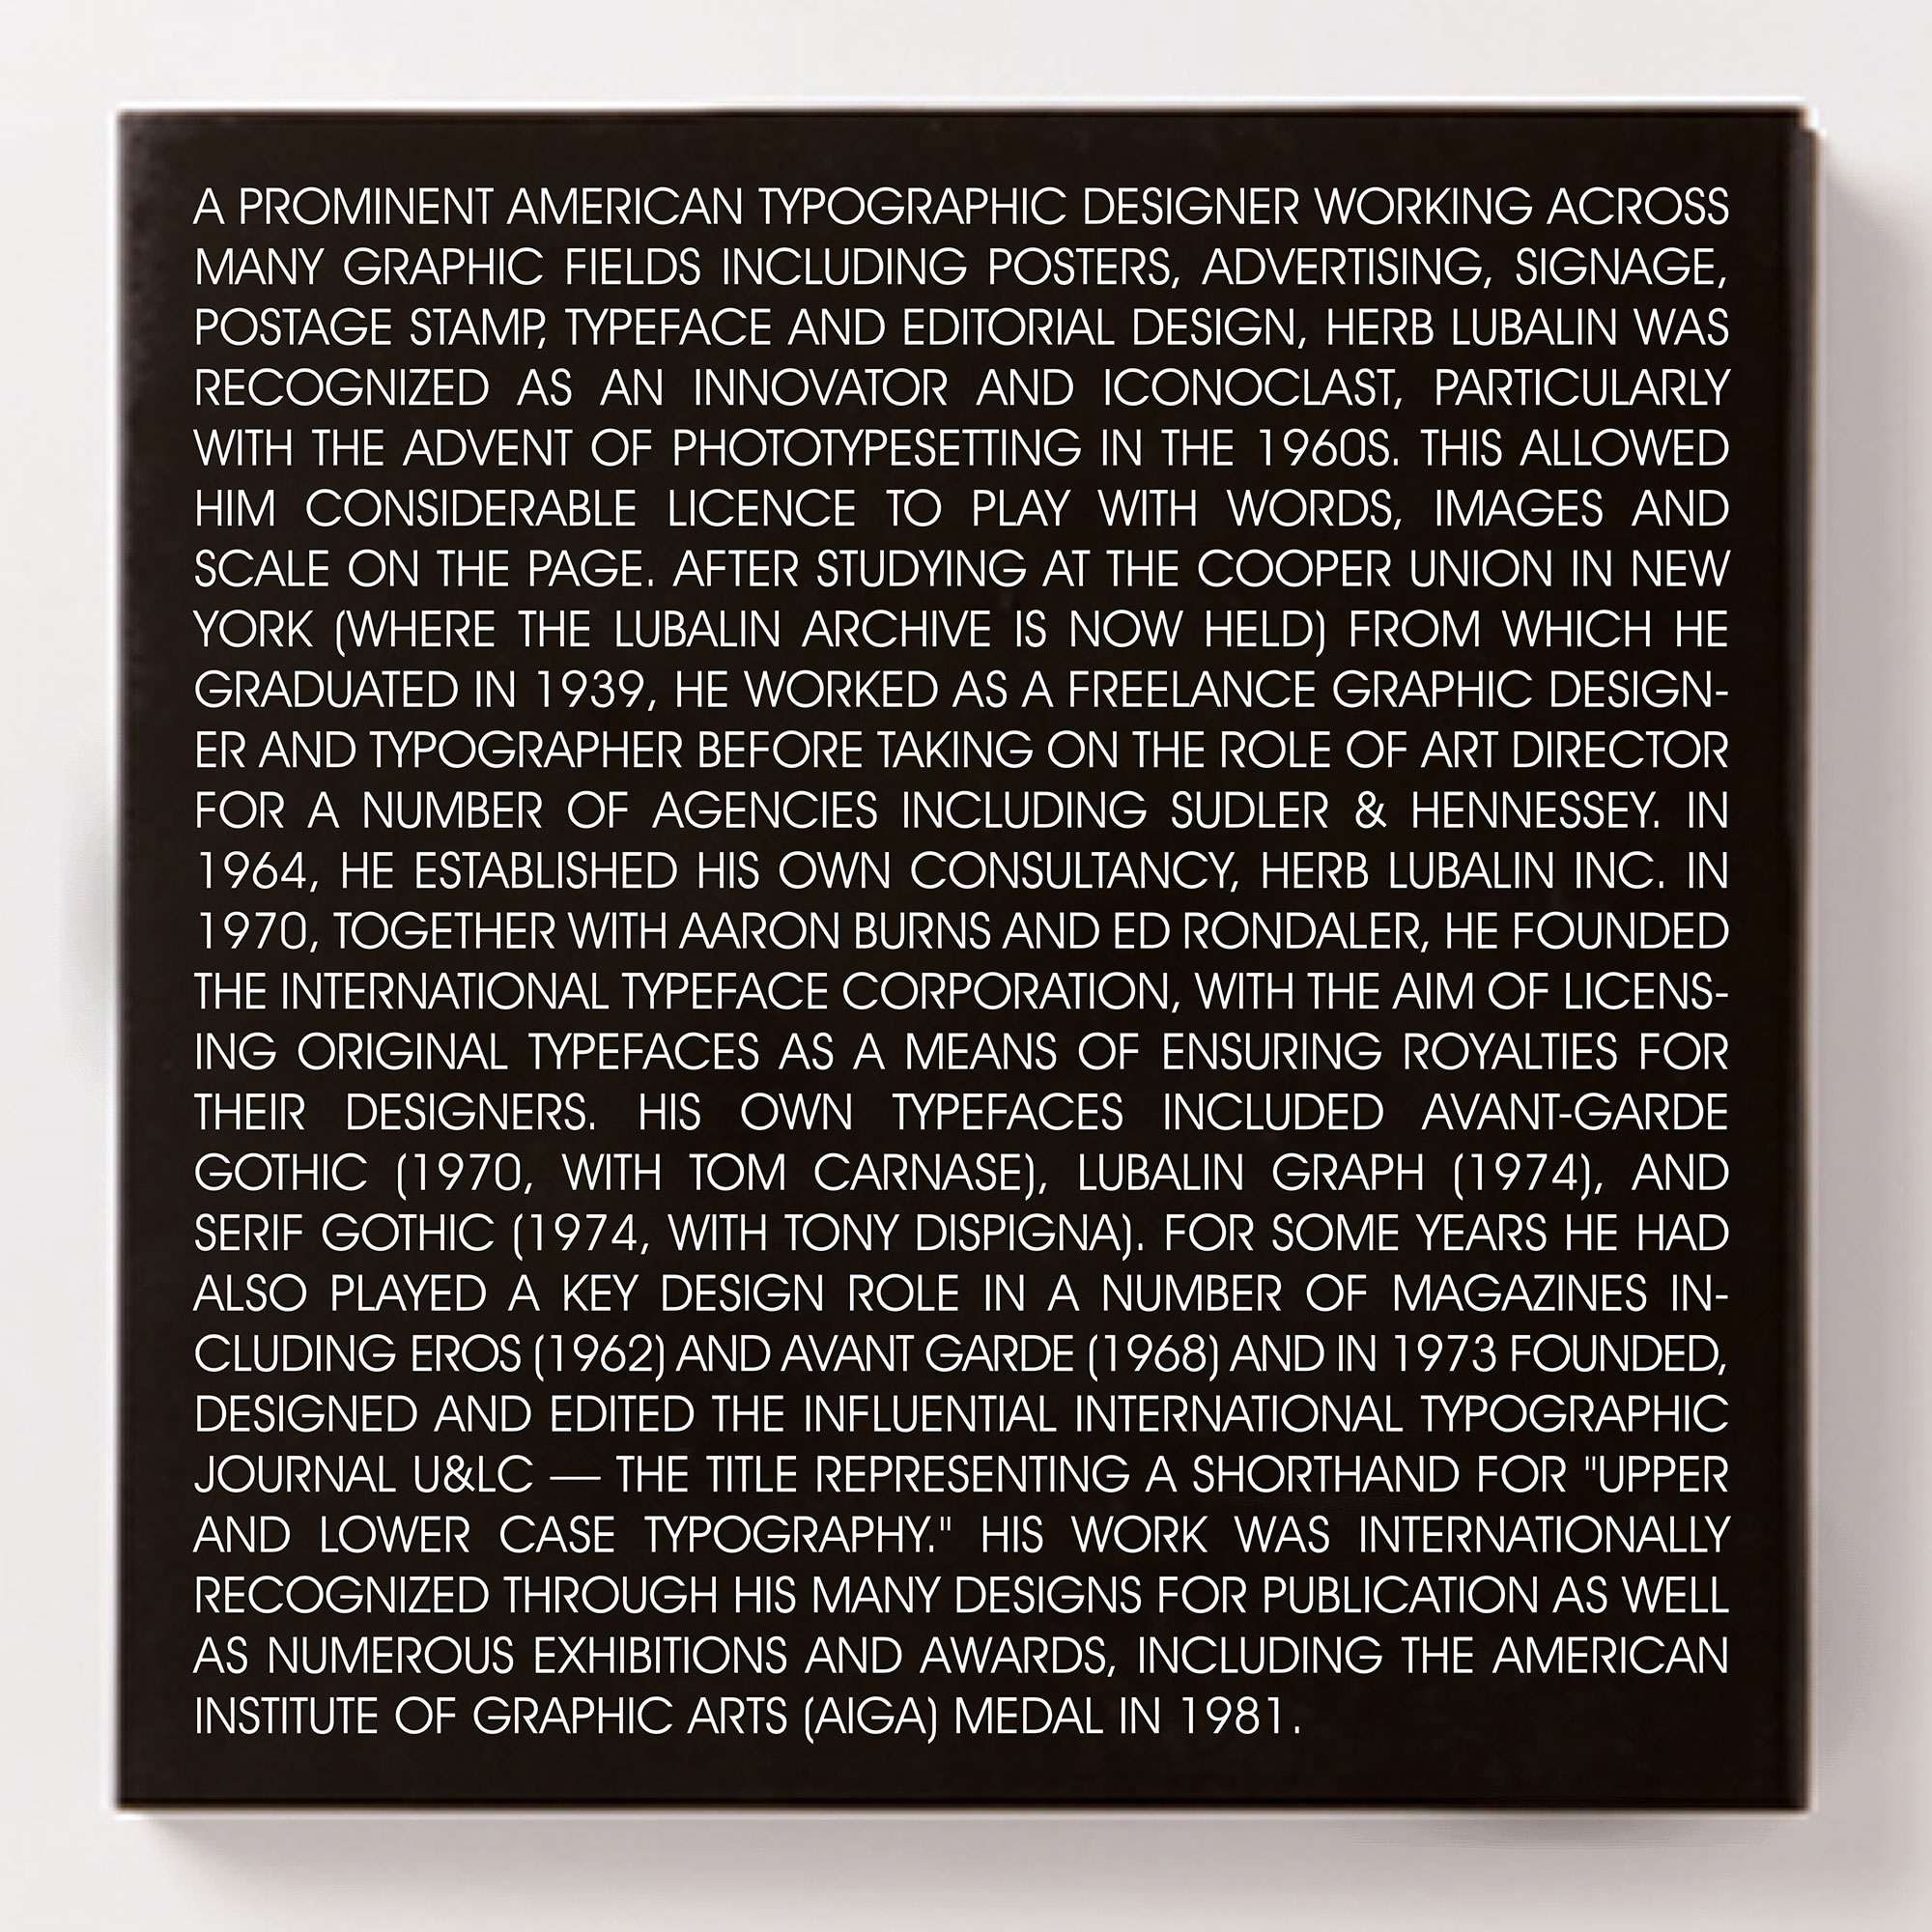 A PROMINENT AMERICAN TYPOGRAPHIC DESIGNER WORKING ACROSS
MANY GRAPHIC FIELDS INCLUDING POSTERS, ADVERTISING, SIGNAGE,
POSTAGE STAMP, TYPEFACE AND EDITORIAL DESIGN, HERB LUBALIN WAS
RECOGNIZED AS AN INNOVATOR AND ICONOCLAST, PARTICULARLY
WITH THE ADVENT OF PHOTOTYPESETTING IN THE 1960S. THIS ALLOWED
HIM CONSIDERABLE LICENCE TO PLAY WITH WORDS, IMAGES AND
SCALE ON THE PAGE. AFTER STUDYING AT THE COOPER UNION IN NEW
YORK (WHERE THE LUBALIN ARCHIVE IS NOW HELD) FROM WHICH HE
GRADUATED IN 1939, HE WORKED AS A FREELANCE GRAPHIC DESIGN-
ER AND TYPOGRAPHER BEFORE TAKING ON THE ROLE OF ART DIRECTOR
FOR A NUMBER OF AGENCIES INCLUDING SUDLER & HENNESSEY. IN
1964, HE ESTABLISHED HIS OWN CONSULTANCY, HERB LUBALIN INC. IN
1970, TOGETHER WITH AARON BURNS AND ED RONDALER, HE FOUNDED
THE INTERNATIONAL TYPEFACE CORPORATION, WITH THE AIM OF LICENS-
ING ORIGINAL TYPEFACES AS A MEANS OF ENSURING ROYALTIES FOR
THEIR DESIGNERS. HIS OWN TYPEFACES INCLUDED AVANT-GARDE
GOTHIC (1970, WITH TOM CARNASE), LUBALIN GRAPH (1974), AND
SERIF GOTHIC (1974, WITH TONY DISPIGNA). FOR SOME YEARS HE HAD
ALSO PLAYED A KEY DESIGN ROLE IN A NUMBER OF MAGAZINES IN-
CLUDING EROS (1962) AND AVANT GARDE (1968) AND IN 1973 FOUNDED,
DESIGNED AND EDITED THE INFLUENTIAL INTERNATIONAL TYPOGRAPHIC
JOURNAL U&LC — THE TITLE REPRESENTING A SHORTHAND FOR "UPPER
AND LOWER CASE TYPOGRAPHY." HIS WORK WAS INTERNATIONALLY
RECOGNIZED THROUGH HIS MANY DESIGNS FOR PUBLICATION AS WELL
AS NUMEROUS EXHIBITIONS AND AWARDS, INCLUDING THE AMERICAN
INSTITUTE OF GRAPHIC ARTS (AIGA) MEDAL IN 1981.